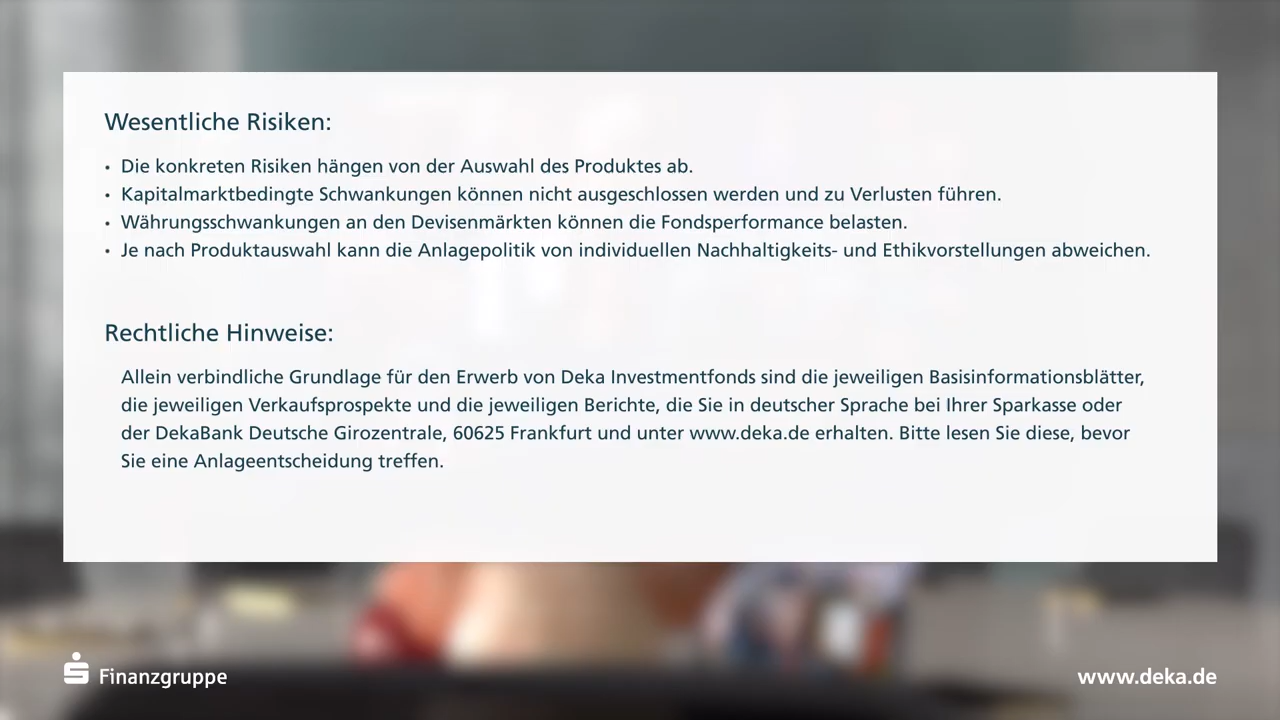 Wesentliche Risiken:
• Die konkreten Risiken hängen von der Auswahl des Produktes ab.
• Kapitalmarktbedingte Schwankungen können nicht ausgeschlossen werden und zu Verlusten führen.
• Währungsschwankungen an den Devisenmärkten können die Fondsperformance belasten.
• Je nach Produktauswahl kann die Anlagepolitik von individuellen Nachhaltigkeits- und Ethikvorstellungen abweichen.
Rechtliche Hinweise:
Allein verbindliche Grundlage für den Erwerb von Deka Investmentfonds sind die jeweiligen Basisinformationsblätter,
die jeweiligen Verkaufsprospekte und die jeweiligen Berichte, die Sie in deutscher Sprache bei Ihrer Sparkasse oder
der DekaBank Deutsche Girozentrale, 60625 Frankfurt und unter www.deka.de erhalten. Bitte lesen Sie diese, bevor
Sie eine Anlageentscheidung treffen.
Finanzgruppe
www.deka.de